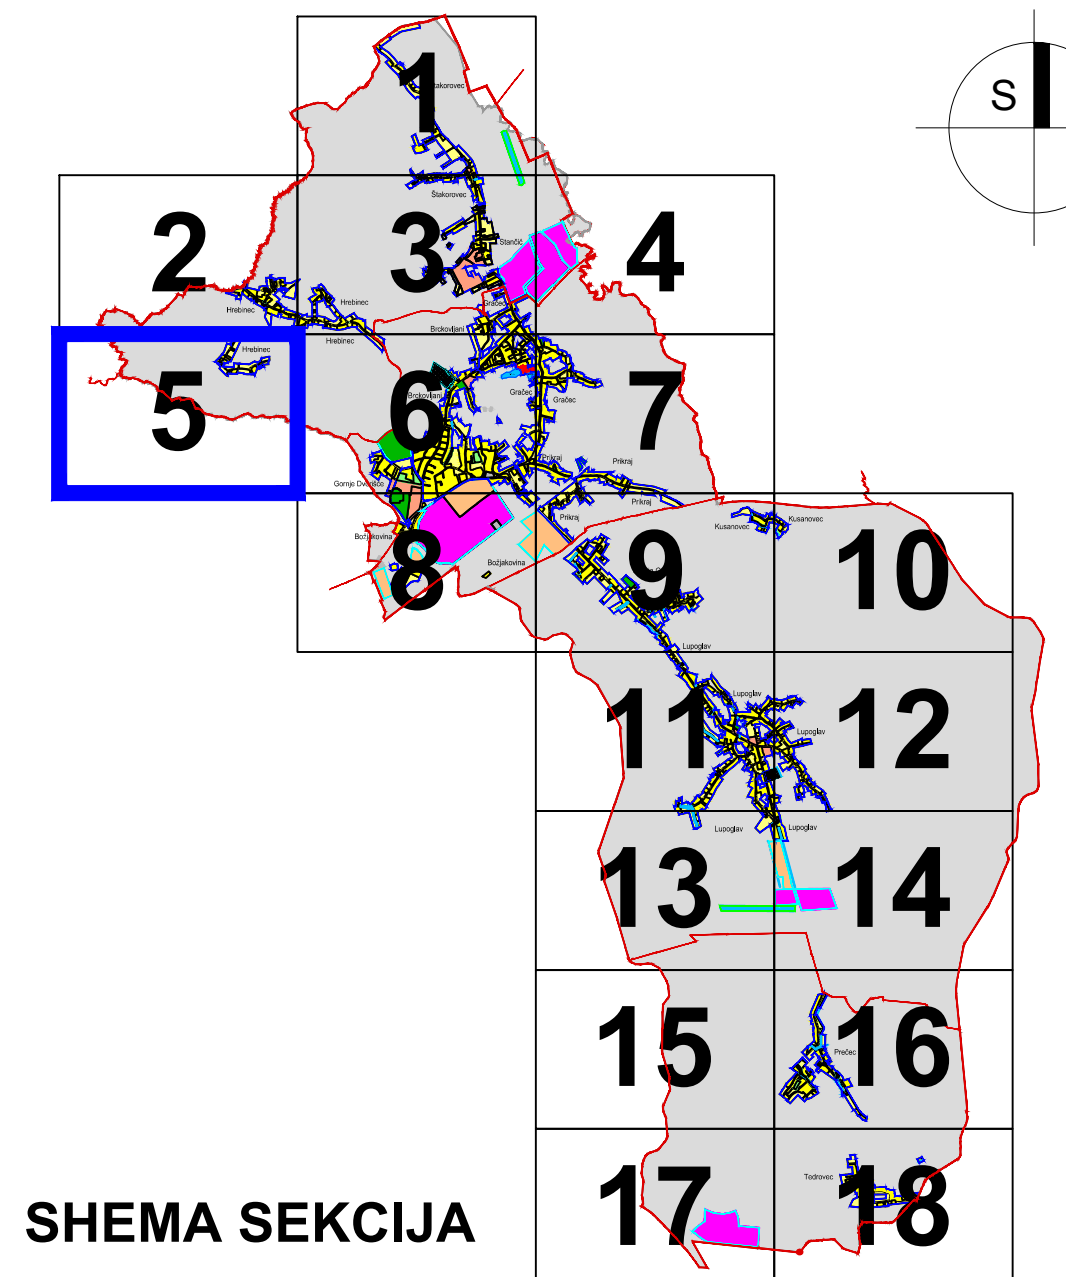 1
Štakorovec
S
2
3
4
Štakorovec
Stančić
Hrebinec
Hrebinec
Hrebinec
Gračec
Brckovljani
Hrebinec
5
6
7
Brckovljani
Gračec
Gračec
Prikraj
Prikraj
Prikraj
Gornje Dvorišće
Prikraj
Kusanovec
Kusanovec
Božjakovina
Božjakovina
8
9
10
Lupoglav
11
12
Lupoglav
Lupoglav
Lupoglav
Lupoglav
13
14
15
16
Prečec
17
18
Tedrovec
SHEMA SEKCIJA